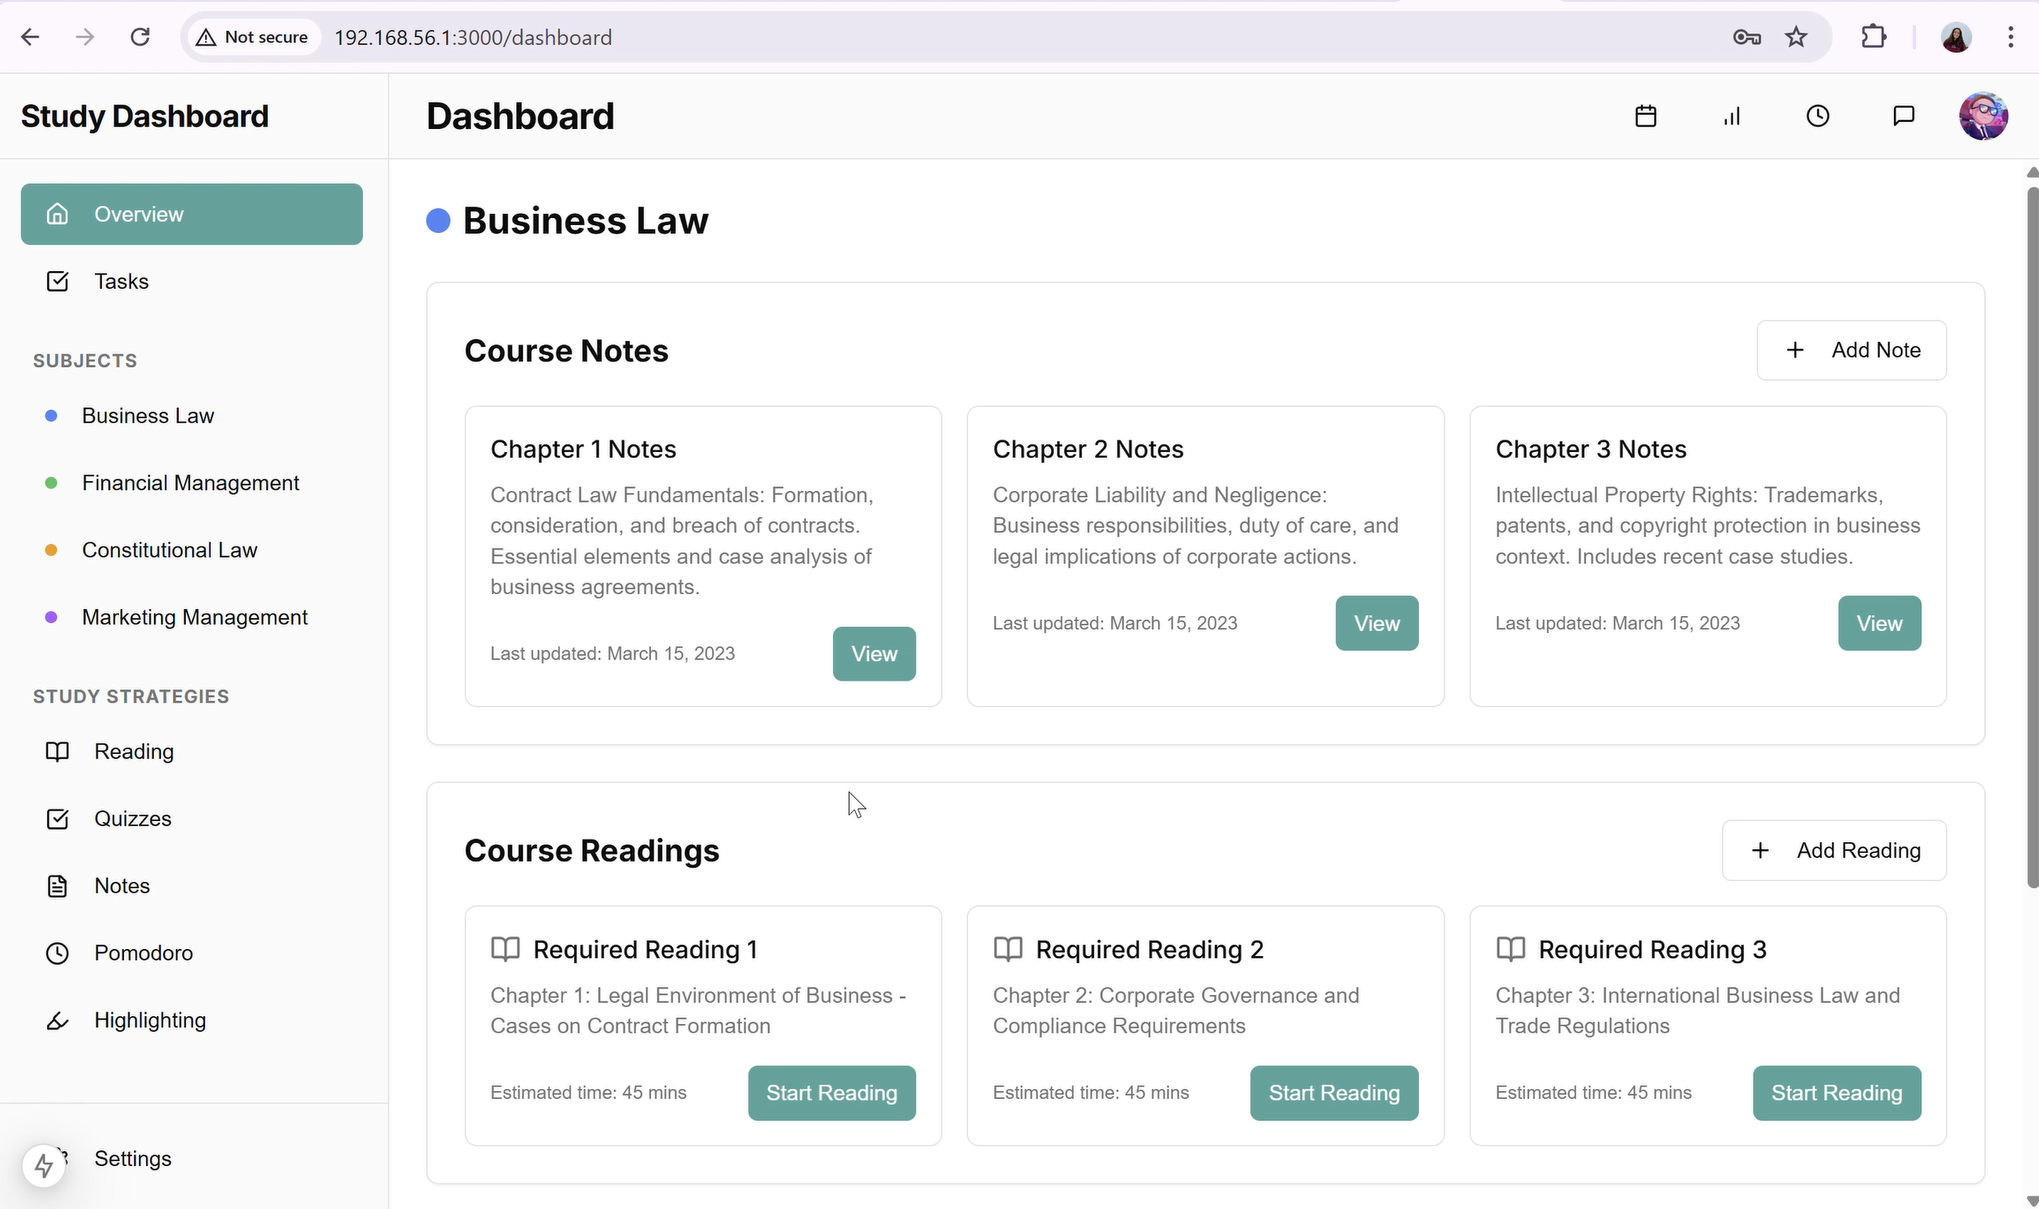 Not secure
192.168.56.1:3000/dashboard
Study Dashboard
Dashboard
Overview
Tasks
SUBJECTS
Business Law
Financial Management
Constitutional Law
Marketing Management
STUDY STRATEGIES
Reading
Quizzes
Notes
Pomodoro
Highlighting
Settings
Business Law
Course Notes
Add Note
Chapter 1 Notes
Contract Law Fundamentals: Formation,
consideration, and breach of contracts.
Essential elements and case analysis of
business agreements.
Last updated: March 15, 2023
View
Chapter 2 Notes
Corporate Liability and Negligence:
Business responsibilities, duty of care, and
legal implications of corporate actions.
Last updated: March 15, 2023
View
Chapter 3 Notes
Intellectual Property Rights: Trademarks,
patents, and copyright protection in business
context. Includes recent case studies.
Last updated: March 15, 2023
View
Course Readings
Add Reading
Required Reading 1
Chapter 1: Legal Environment of Business -
Cases on Contract Formation
Estimated time: 45 mins
Start Reading
Required Reading 2
Chapter 2: Corporate Governance and
Compliance Requirements
Estimated time: 45 mins
Start Reading
Required Reading 3
Chapter 3: International Business Law and
Trade Regulations
Estimated time: 45 mins
Start Reading